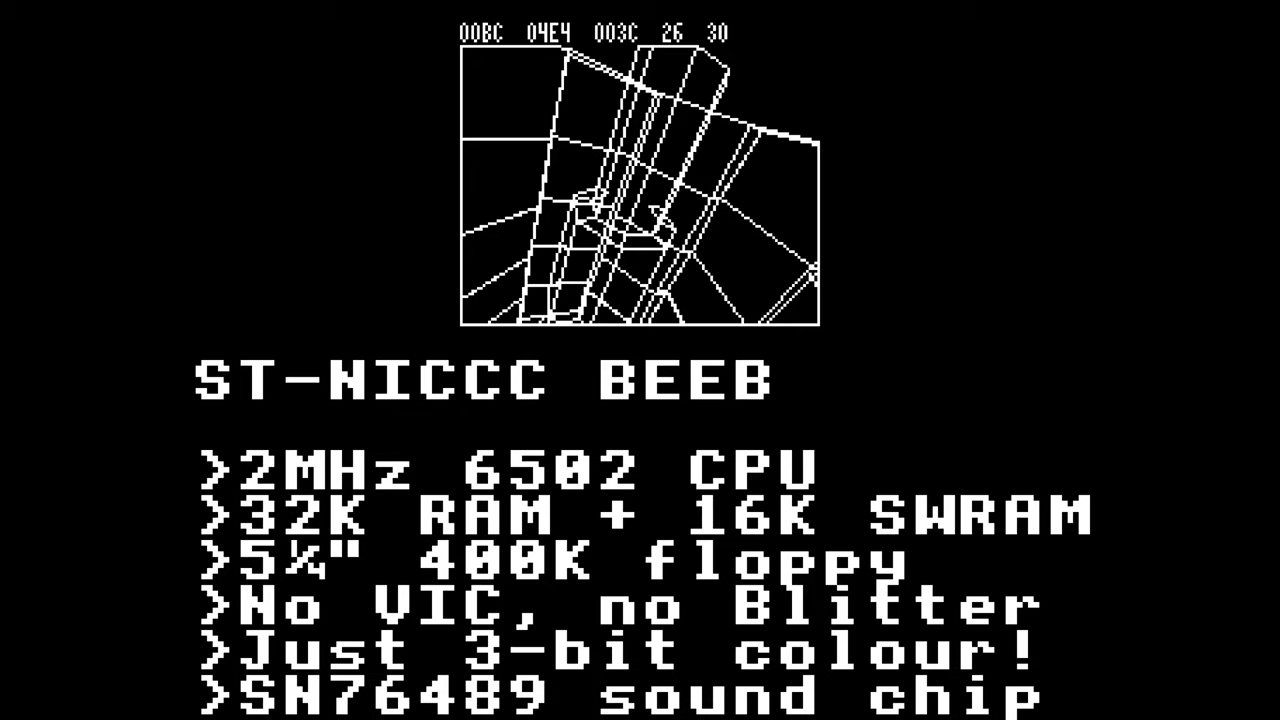 00BC 04E4 003C 26 30
ST-NICCC BEEB
>2MHz 6502 CPU
>32K RAM + 16K SWRAM
>5¼" 400K floppy
>No VIC, no Blitter
>Just 3-bit colour!
>SN76489 sound chip